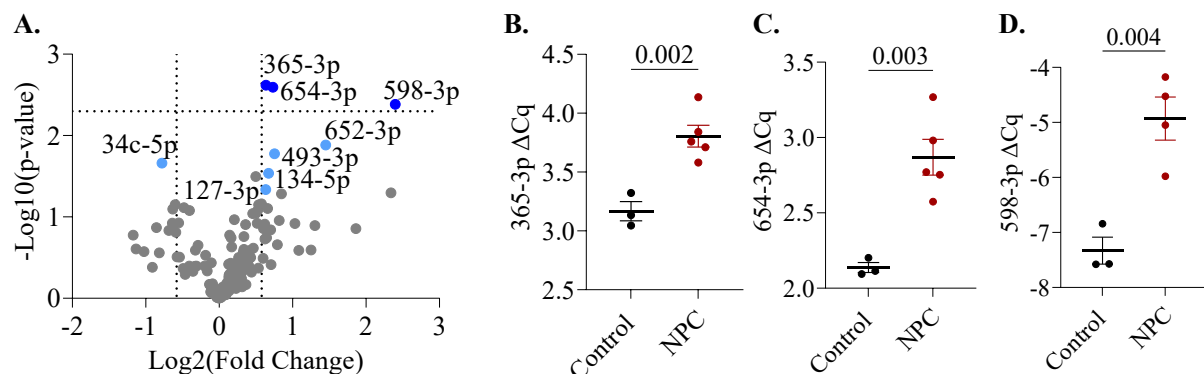 A.
3
2
1
0
-2
-1
0
1
2
3
-Log10(p-value)
Log2(Fold Change)
365-3p
654-3p
598-3p
652-3p
34c-5p
493-3p
134-5p
127-3p
B.
0.002
4.5
4.0
3.5
3.0
2.5
365-3p ΔCq
Control
NPC
C.
0.003
3.5
3.0
2.5
2.0
654-3p ΔCq
Control
NPC
D.
0.004
-4
-5
-6
-7
-8
598-3p ΔCq
Control
NPC